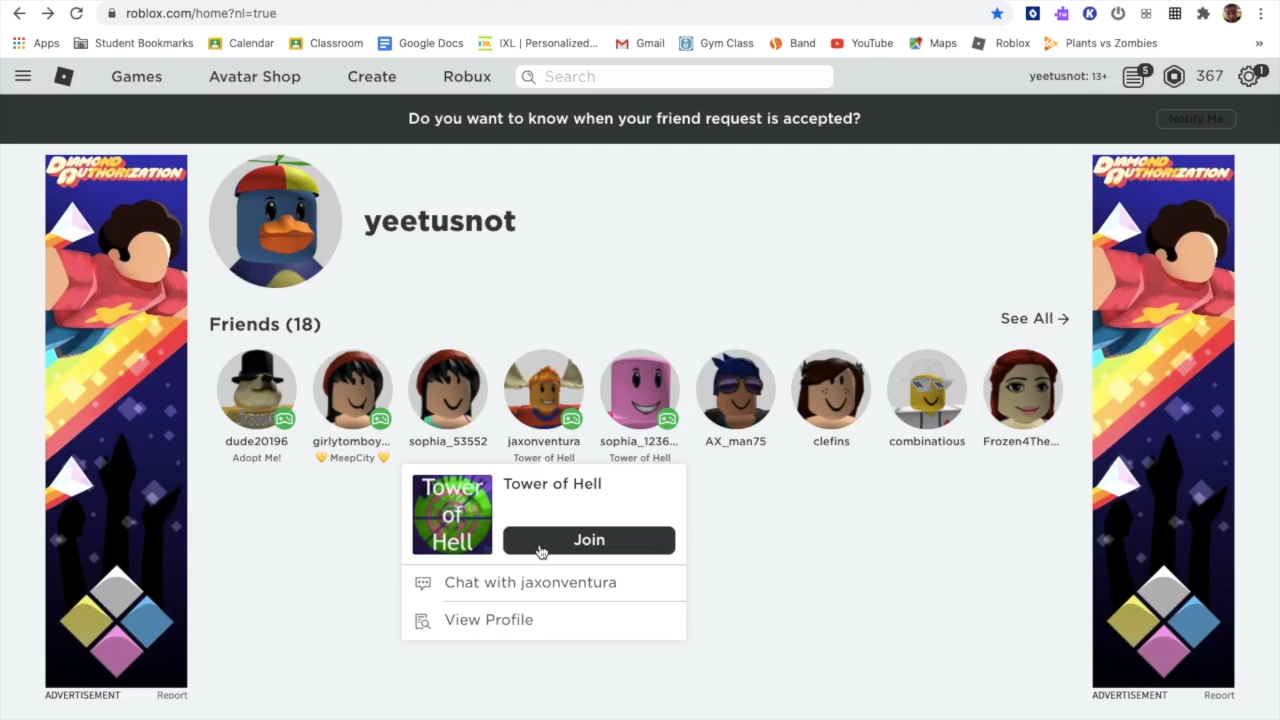 roblox.com/home?nl=true
Apps Student Bookmarks Calendar Classroom Google Docs IXL | Personalized... Gmail Gym Class Band YouTube Maps Roblox Plants vs Zombies »
Games Avatar Shop Create Robux Search yeetusnot: 13+ 5 367 1
Do you want to know when your friend request is accepted? Notify Me
DIAMOND AUTHORIZATION
DIAMOND AUTHORIZATION
yeetusnot
Friends (18) See All
dude20196 girlytomboy... sophia_53552 jaxonventura sophia_1236... AX_man75 clefins combinatious Frozen4The...
Adopt Me! MeepCity Tower of Hell Tower of Hell
Tower of Hell
Tower of Hell
Join
Chat with jaxonventura
View Profile
ADVERTISEMENT Report ADVERTISEMENT Report